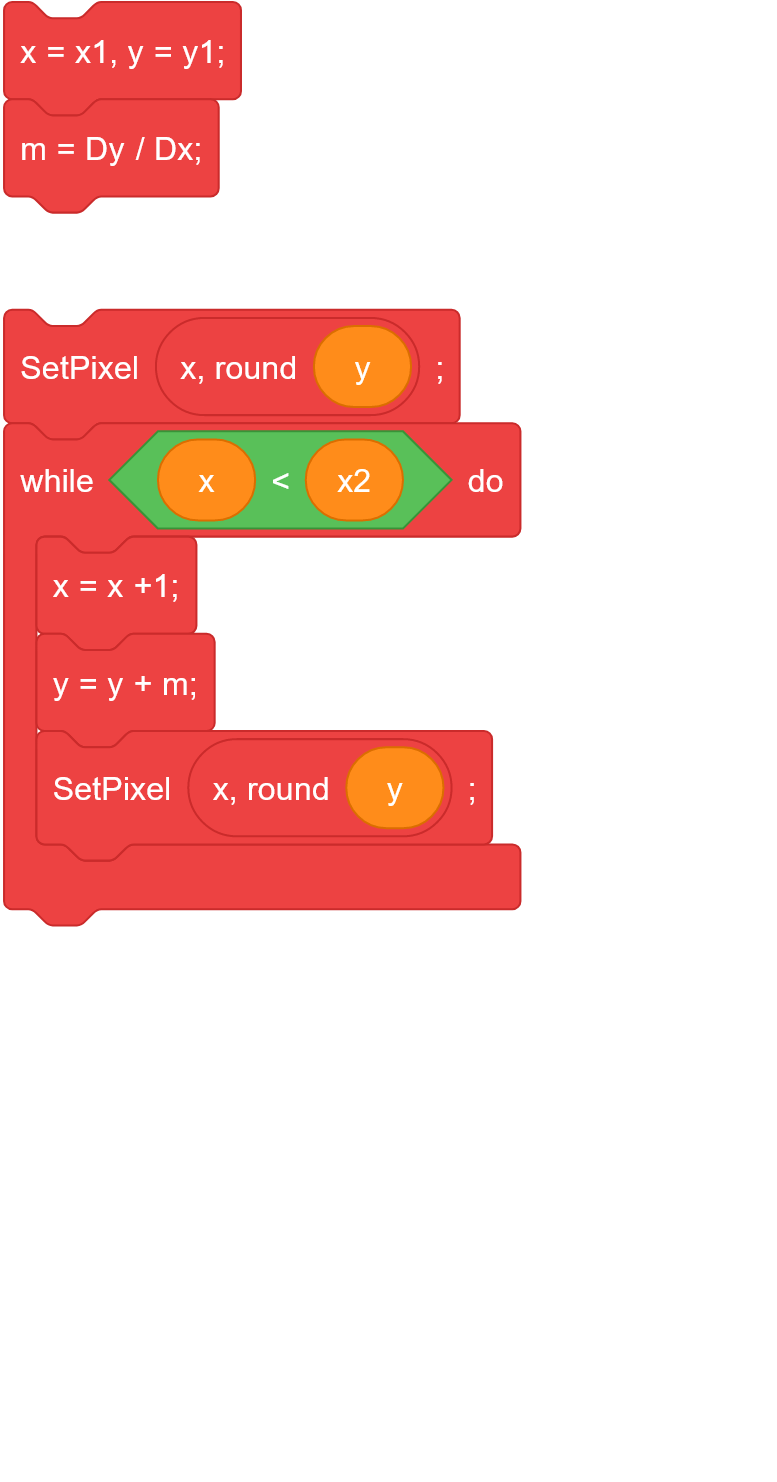 x = x1, y = y1;
m = Dy / Dx;
SetPixel x, round y ;
while x < x2 do
x = x +1;
y = y + m;
SetPixel x, round y ;